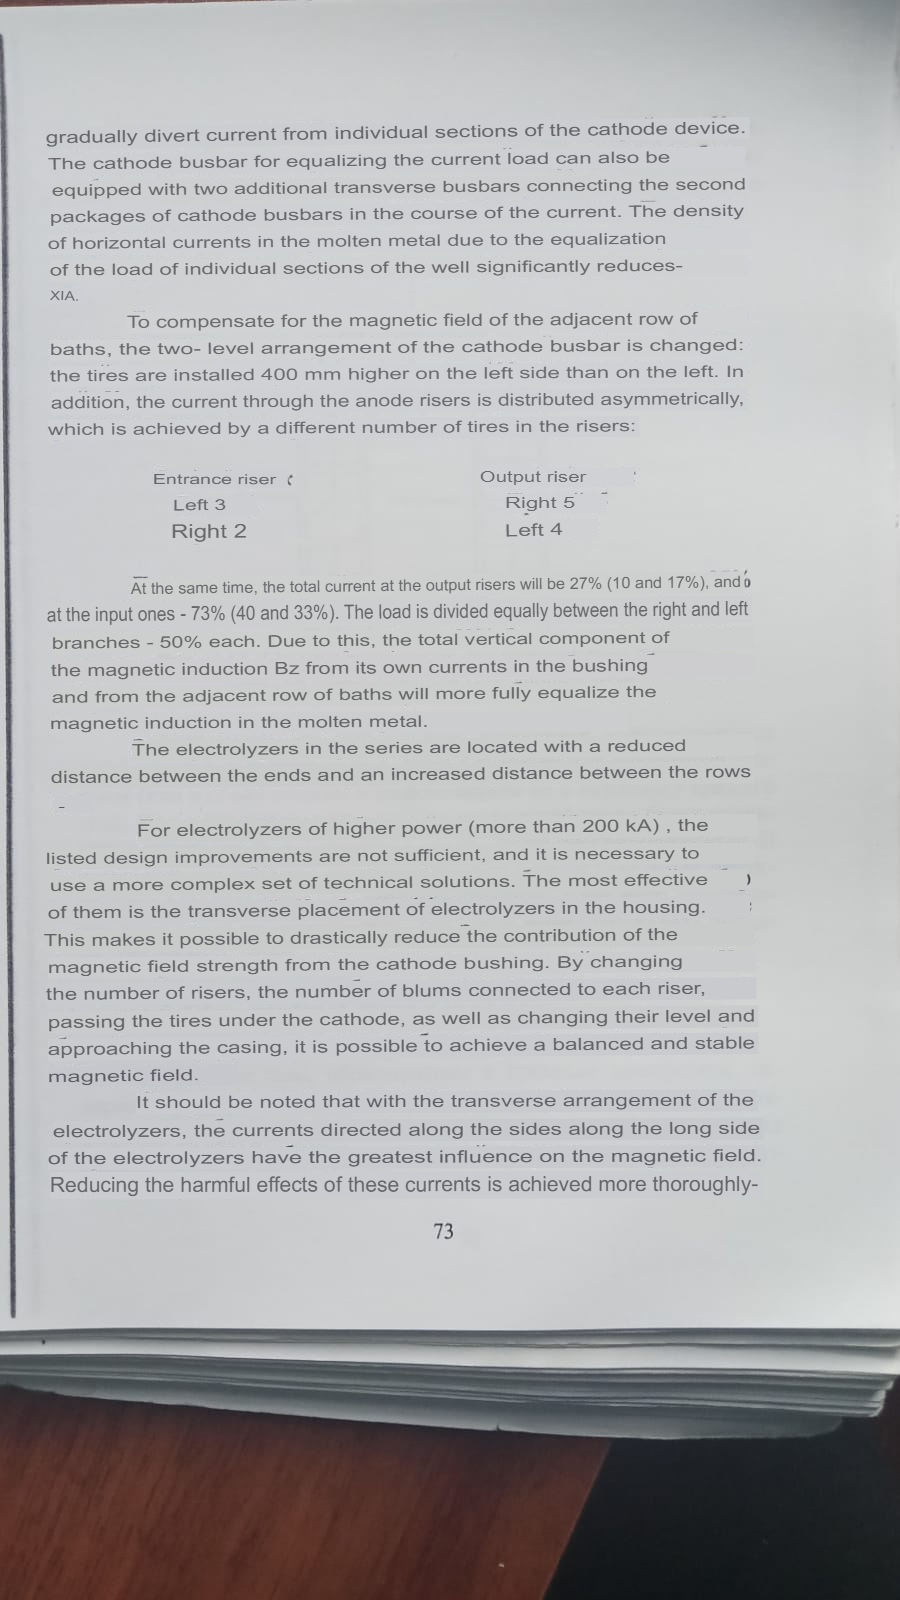 gradually divert current from individual sections of the cathode device.
The cathode busbar for equalizing the current load can also be
equipped with two additional transverse busbars connecting the second
packages of cathode busbars in the course of the current. The density
of horizontal currents in the molten metal due to the equalization
of the load of individual sections of the well significantly reduces-
XIA.
To compensate for the magnetic field of the adjacent row of
baths, the two- level arrangement of the cathode busbar is changed:
the tires are installed 400 mm higher on the left side than on the left. In
addition, the current through the anode risers is distributed asymmetrically,
which is achieved by a different number of tires in the risers:
Entrance riser Output riser
Left 3 Right 5
Right 2 Left 4
At the same time, the total current at the output risers will be 27% (10 and 17%), and
at the input ones - 73% (40 and 33%). The load is divided equally between the right and left
branches - 50% each. Due to this, the total vertical component of
the magnetic induction Bz from its own currents in the bushing
and from the adjacent row of baths will more fully equalize the
magnetic induction in the molten metal.
The electrolyzers in the series are located with a reduced
distance between the ends and an increased distance between the rows
-
For electrolyzers of higher power (more than 200 kA) , the
listed design improvements are not sufficient, and it is necessary to
use a more complex set of technical solutions. The most effective
of them is the transverse placement of electrolyzers in the housing.
This makes it possible to drastically reduce the contribution of the
magnetic field strength from the cathode bushing. By changing
the number of risers, the number of blums connected to each riser,
passing the tires under the cathode, as well as changing their level and
approaching the casing, it is possible to achieve a balanced and stable
magnetic field.
It should be noted that with the transverse arrangement of the
electrolyzers, the currents directed along the sides along the long side
of the electrolyzers have the greatest influence on the magnetic field.
Reducing the harmful effects of these currents is achieved more thoroughly-
73